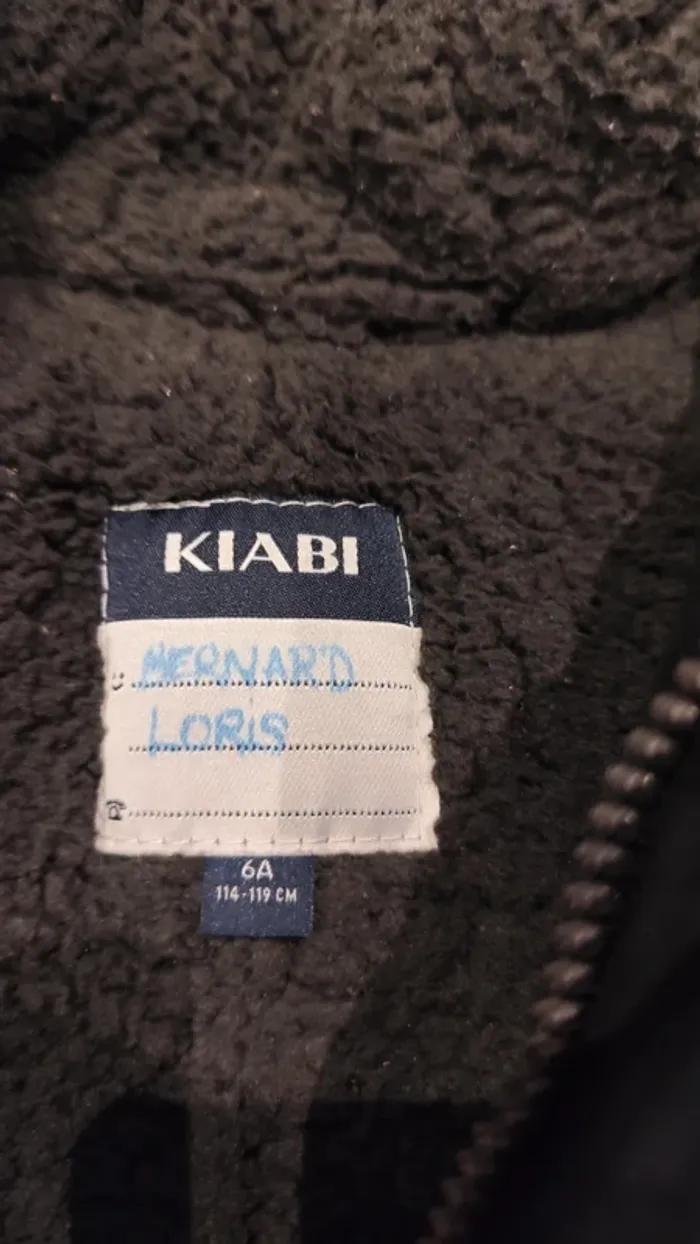 KIABI
MERNARD
LORIS
6A
114-119 CM